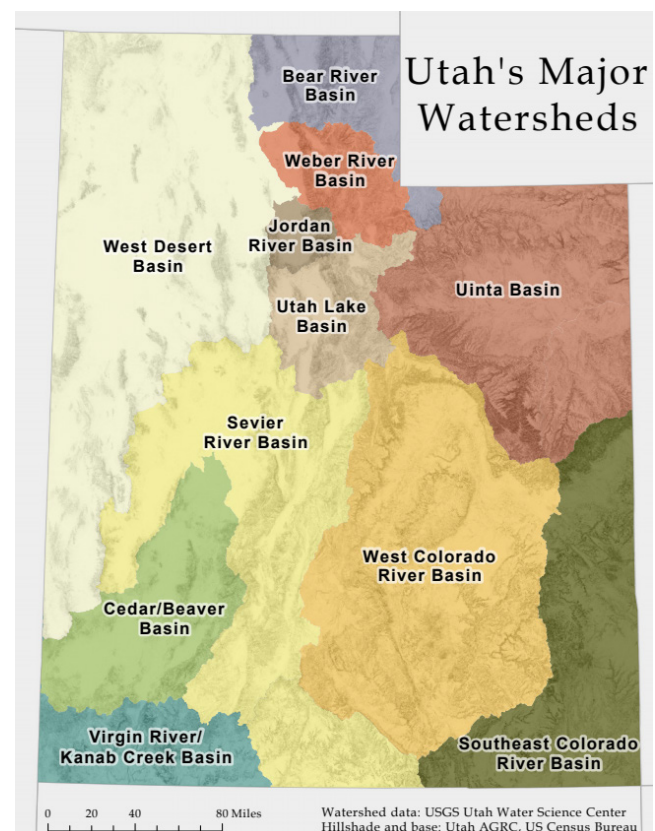 Utah's Major
Watersheds
Bear River
Basin
Weber River
Basin
Jordan
River Basin
West Desert
Basin
Uinta Basin
Utah Lake
Basin
Sevier
River Basin
West Colorado
River Basin
Cedar/Beaver
Basin
Virgin River/
Kanab Creek Basin
Southeast Colorado
River Basin
0 20 40 80 Miles
Watershed data: USGS Utah Water Science Center
Hillshade and base: Utah AGRC, US Census Bureau